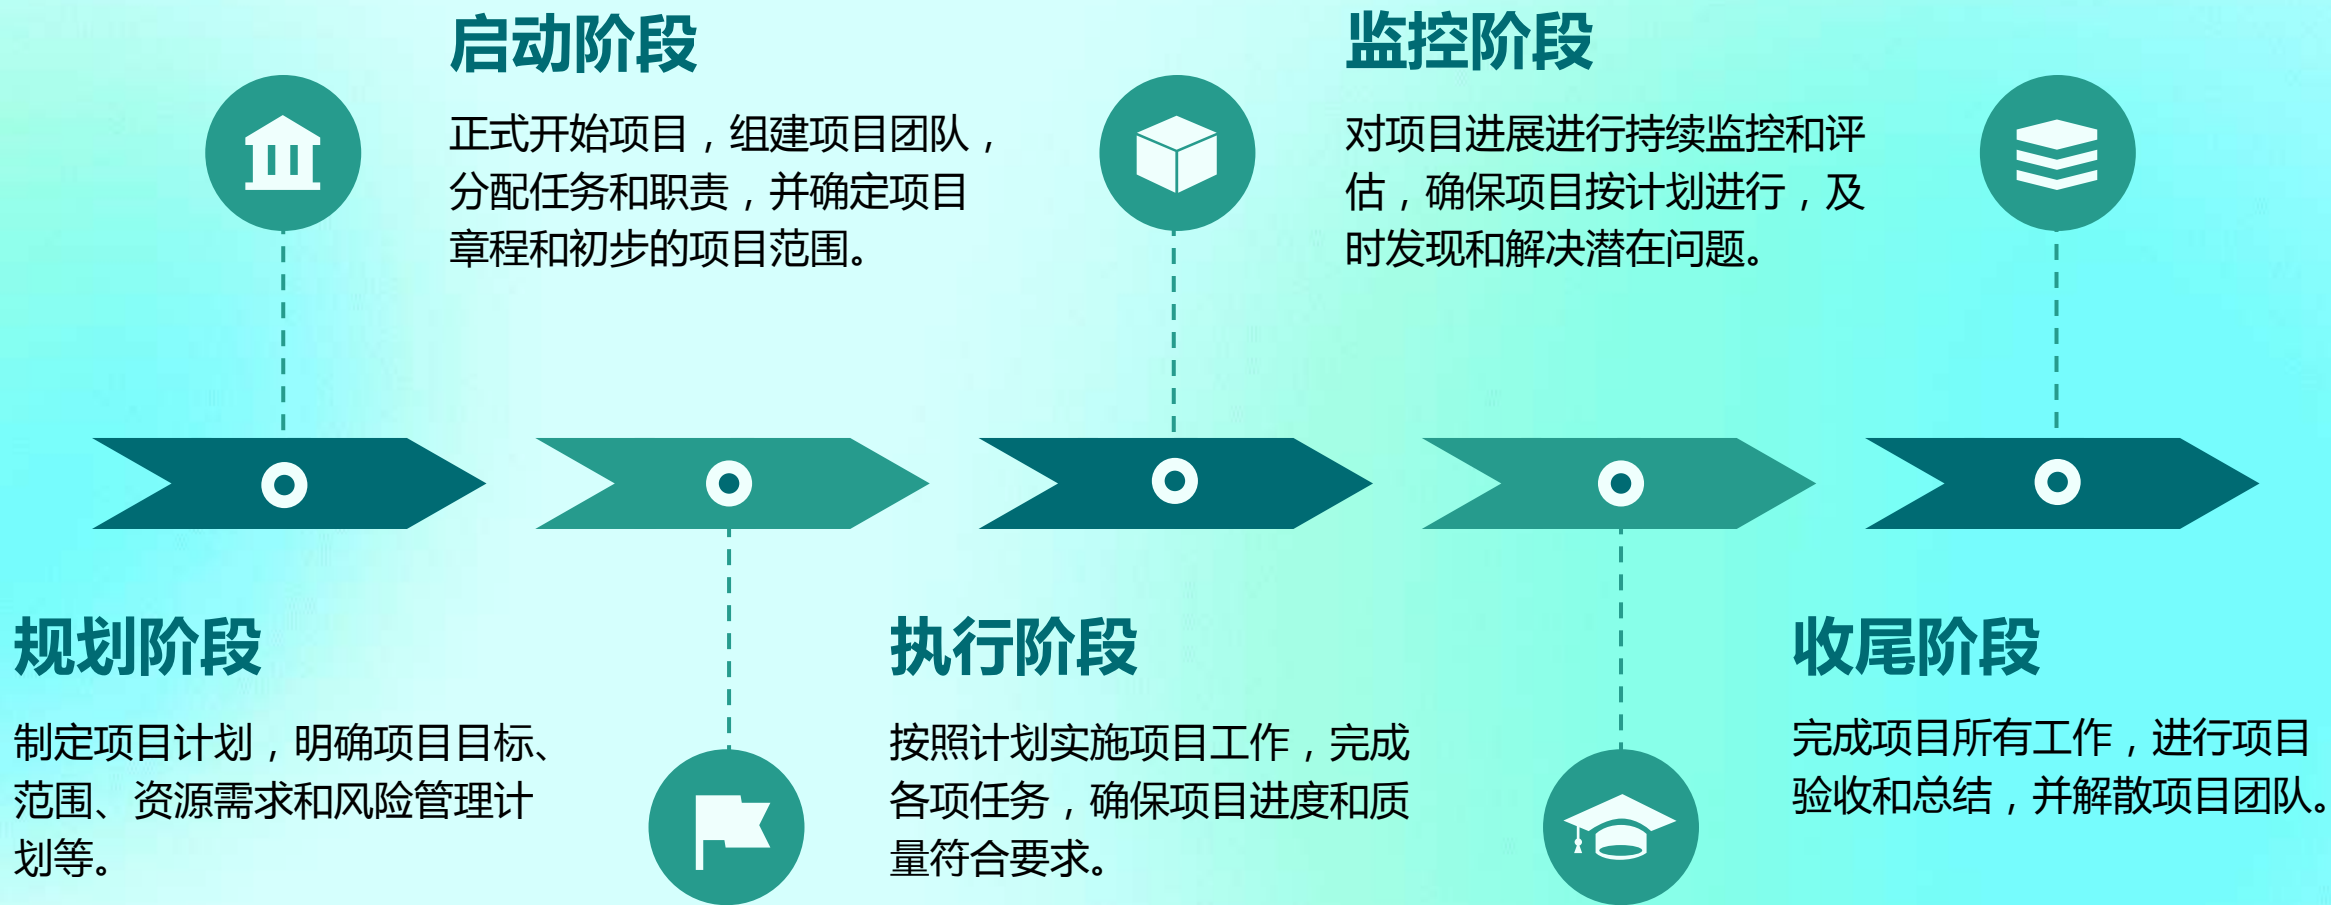 启动阶段
正式开始项目，组建项目团队，
分配任务和职责，并确定项目
章程和初步的项目范围。
监控阶段
对项目进展进行持续监控和评
估，确保项目按计划进行，及
时发现和解决潜在问题。
规划阶段
制定项目计划，明确项目目标、
范围、资源需求和风险管理计
划等。
执行阶段
按照计划实施项目工作，完成
各项任务，确保项目进度和质
量符合要求。
收尾阶段
完成项目所有工作，进行项目
验收和总结，并解散项目团队。